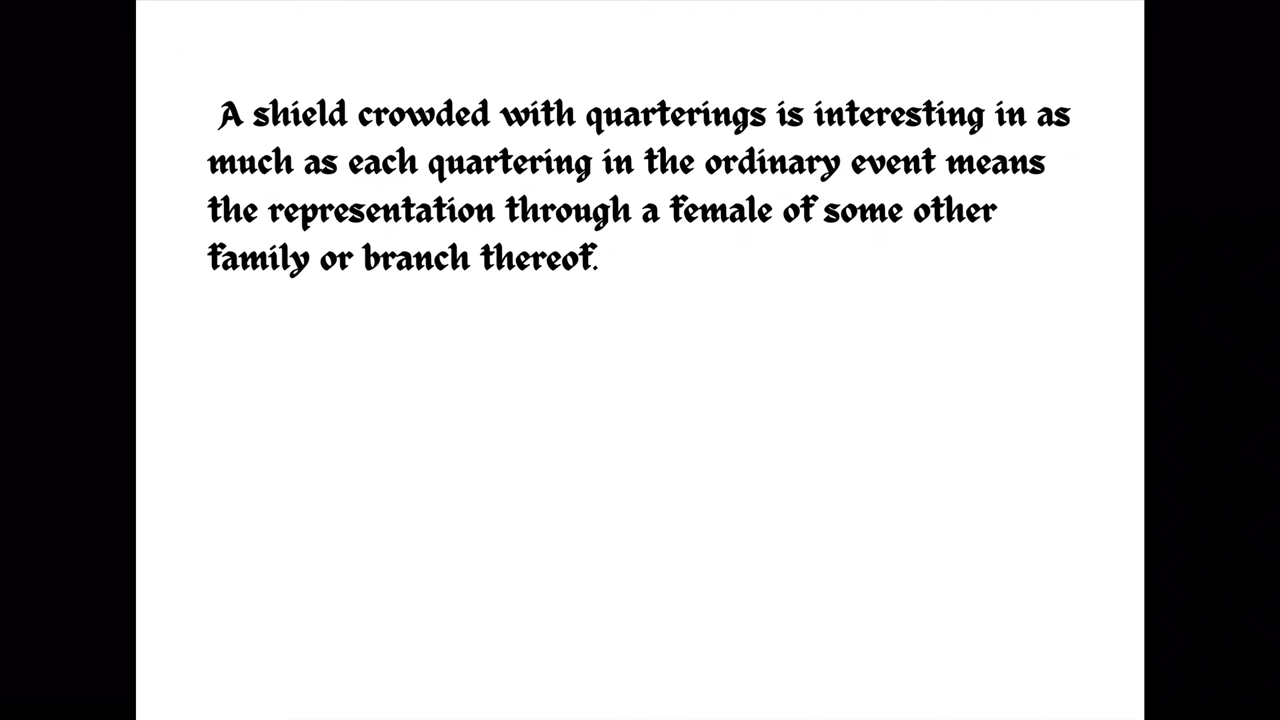 A shield crowded with quarterings is interesting in as
much as each quartering in the ordinary event means
the representation through a female of some other
family or branch thereof.